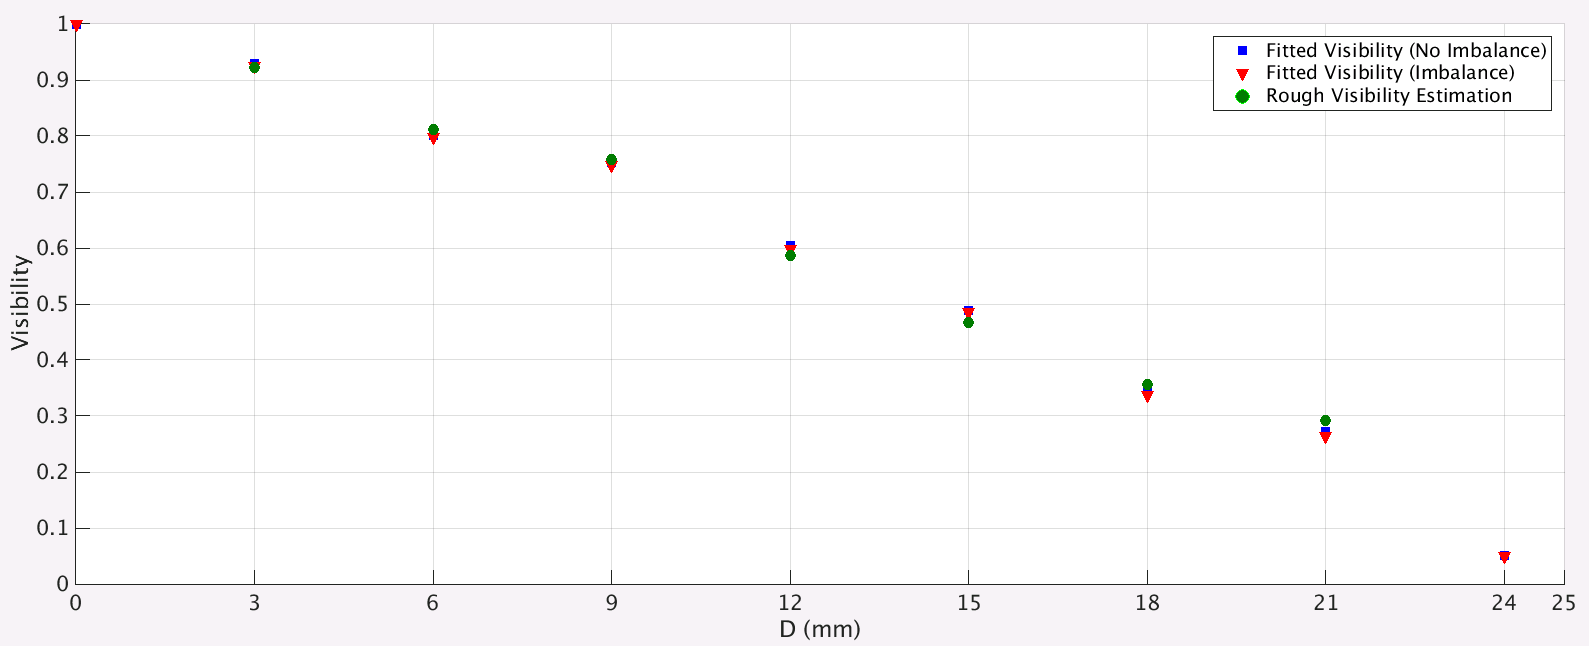 1
0.9
0.8
0.7
0.6
0.5
0.4
0.3
0.2
0.1
0
Visibility
Fitted Visibility (No Imbalance)
Fitted Visibility (Imbalance)
Rough Visibility Estimation
0 3 6 9 12 15 18 21 24 25
D (mm)